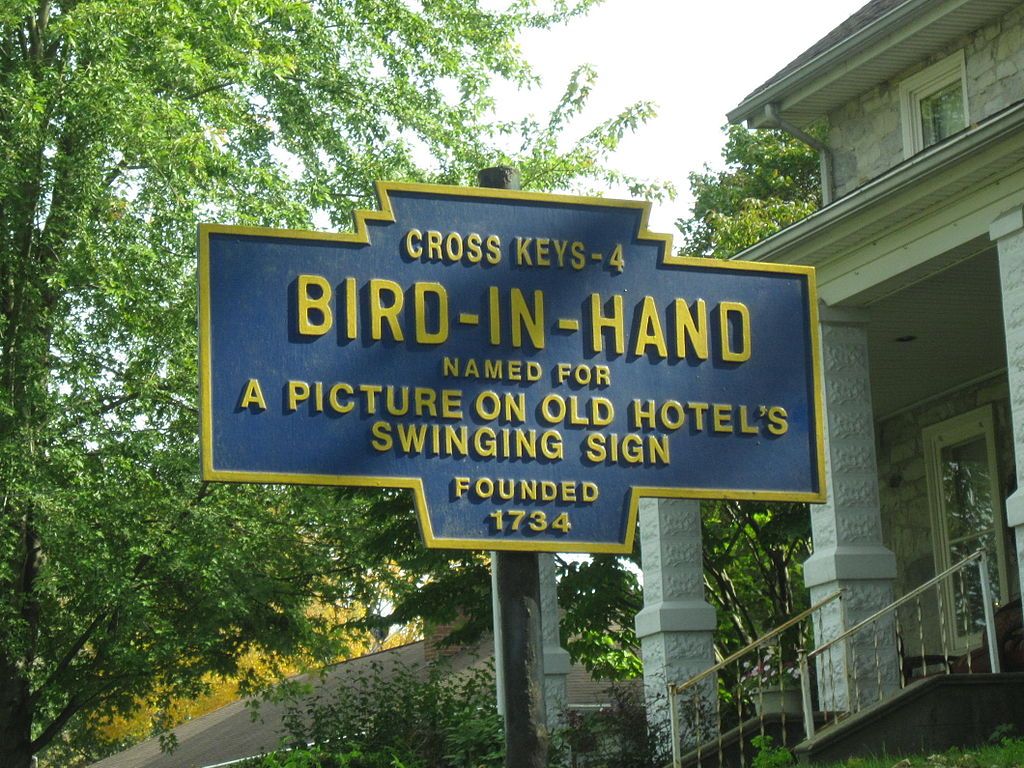 CROSS KEYS-4
BIRD-IN-HAND
NAMED FOR
A PICTURE ON OLD HOTEL'S
SWINGING SIGN
FOUNDED
1734